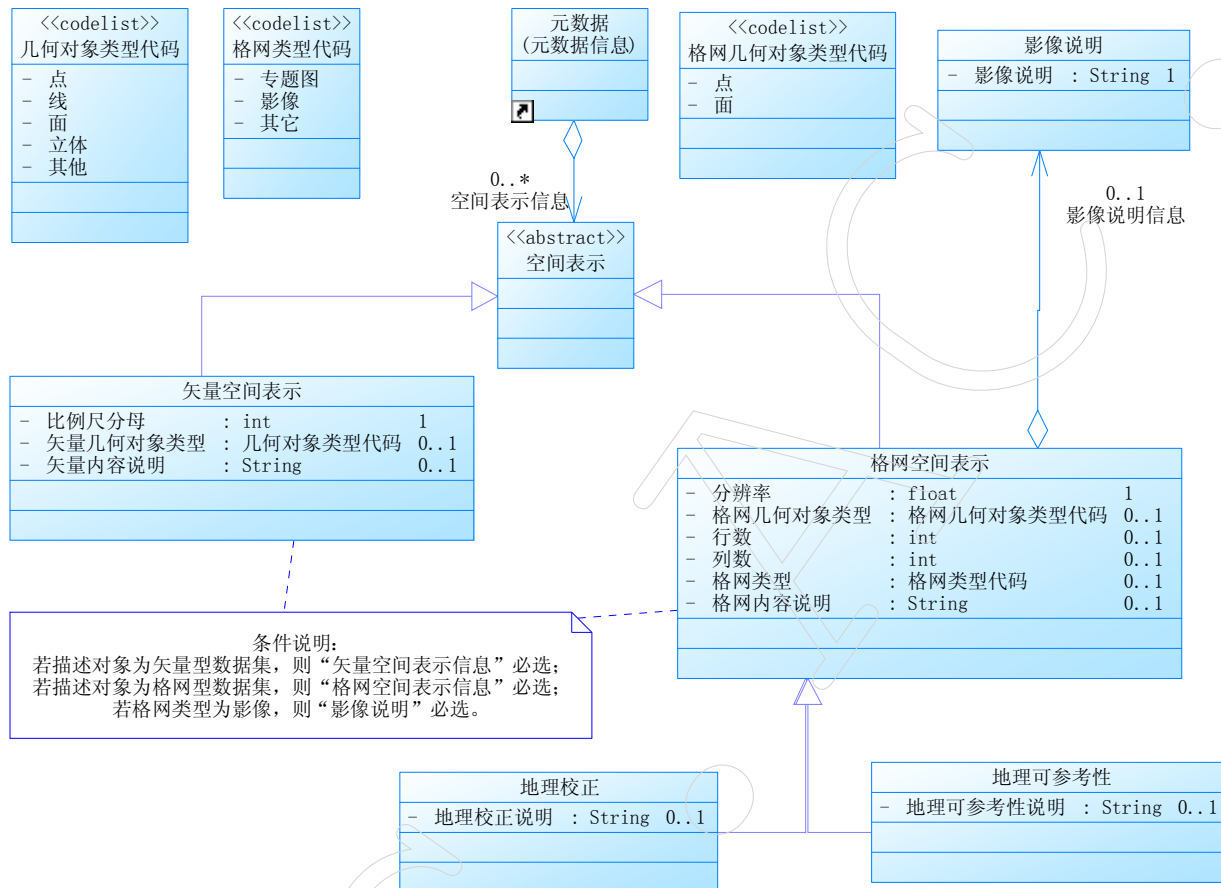 <<codelist>>
几何对象类型代码
- 点
- 线
- 面
- 立体
- 其他
<<codelist>>
格网类型代码
- 专题图
- 影像
- 其它
元数据
(元数据信息)
<<codelist>>
格网几何对象类型代码
- 点
- 面
影像说明
- 影像说明 : String 1
0..*
空间表示信息
0..1
影像说明信息
<<abstract>>
空间表示
矢量空间表示
- 比例尺分母 : int 1
- 矢量几何对象类型 : 几何对象类型代码 0..1
- 矢量内容说明 : String 0..1
格网空间表示
- 分辨率 : float 1
- 格网几何对象类型 : 格网几何对象类型代码 0..1
- 行数 : int 0..1
- 列数 : int 0..1
- 格网类型 : 格网类型代码 0..1
- 格网内容说明 : String 0..1
条件说明:
若描述对象为矢量型数据集，则“矢量空间表示信息”必选;
若描述对象为格网型数据集，则“格网空间表示信息”必选;
若格网类型为影像，则“影像说明”必选。
地理校正
- 地理校正说明 : String 0..1
地理可参考性
- 地理可参考性说明 : String 0..1